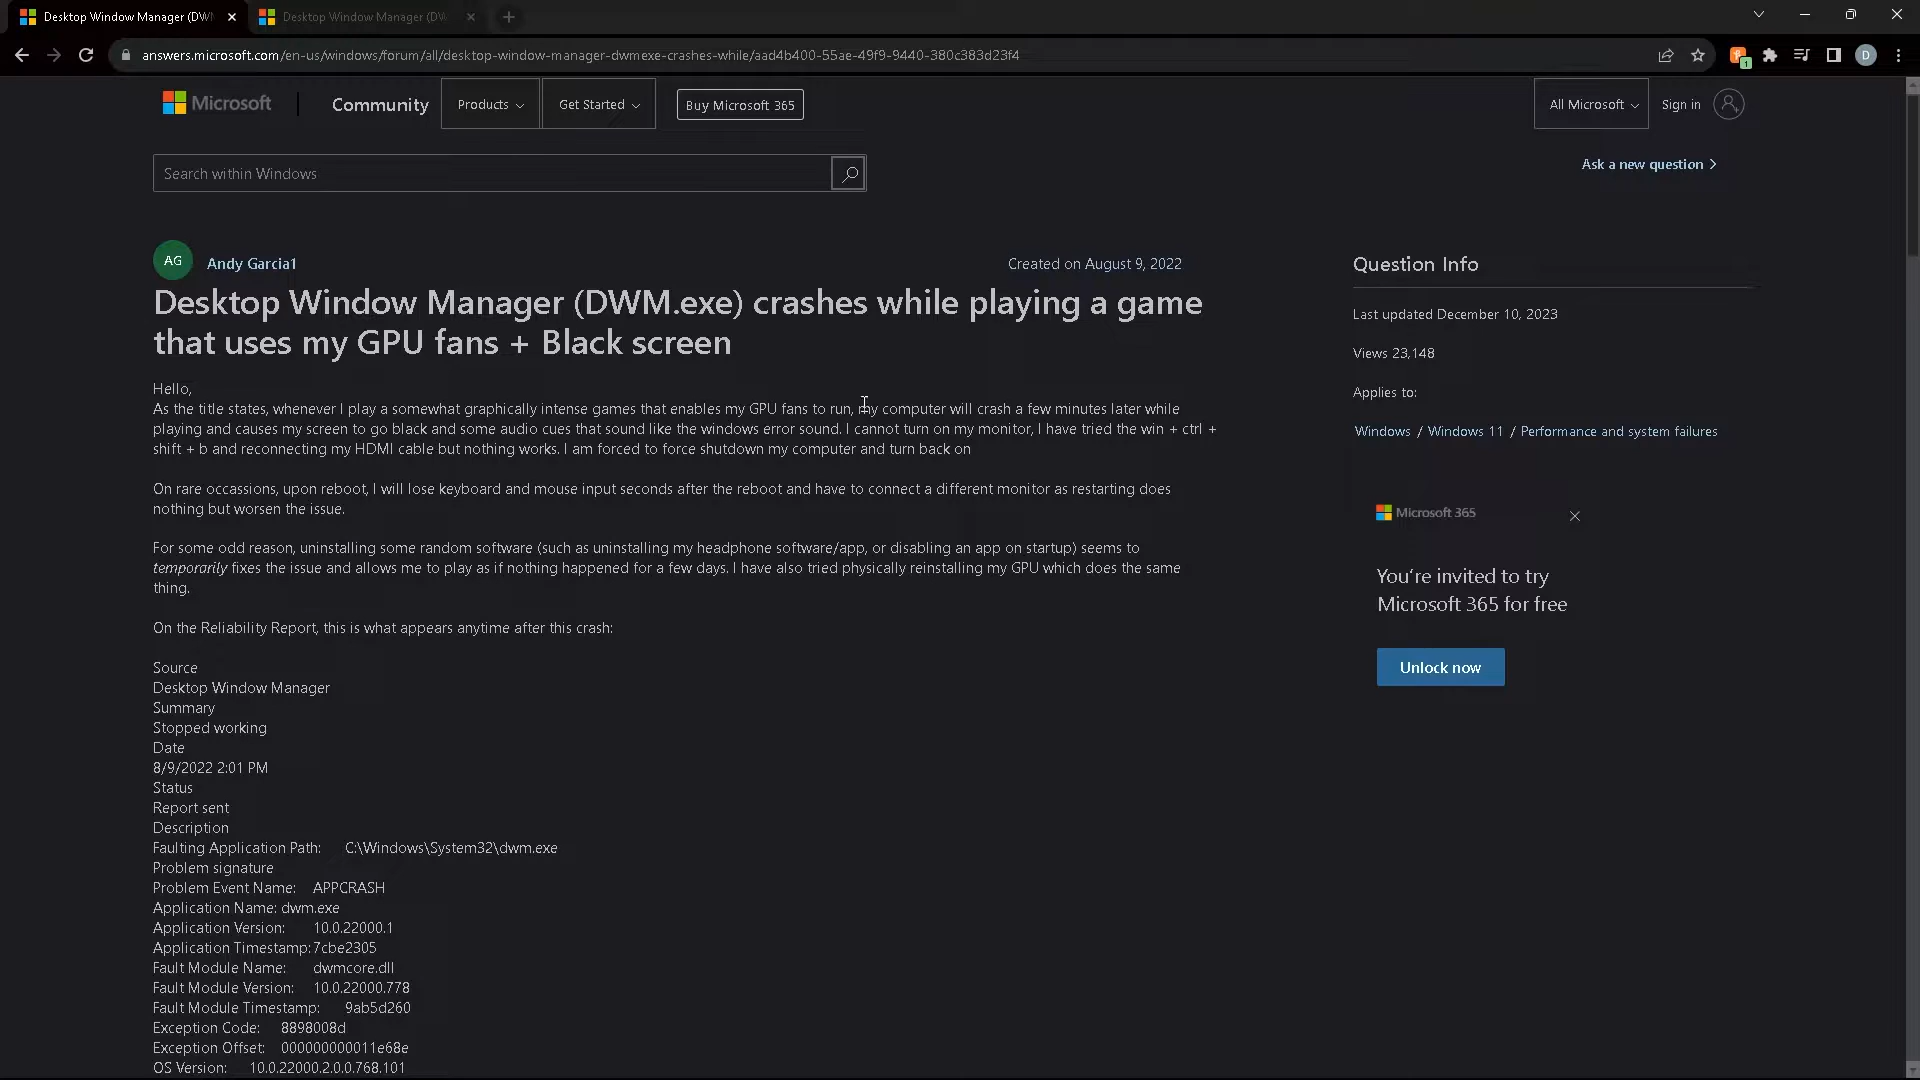 Desktop Window Manager (DW
Desktop Window Manager (DW
answers.microsoft.com/en-us/windows/forum/all/desktop-window-manager-dwmexe-crashes-while/aad4b400-55ae-49f9-9440-380c383d23f4
1
D
Microsoft
Community
Products
Get Started
Buy Microsoft 365
All Microsoft
Sign in
Search within Windows
Ask a new question
AG
Andy Garcia1
Created on August 9, 2022
Desktop Window Manager (DWM.exe) crashes while playing a game
that uses my GPU fans + Black screen
Hello,
As the title states, whenever I play a somewhat graphically intense games that enables my GPU fans to run, my computer will crash a few minutes later while
playing and causes my screen to go black and some audio cues that sound like the windows error sound. I cannot turn on my monitor, I have tried the win + ctrl +
shift + b and reconnecting my HDMI cable but nothing works. I am forced to force shutdown my computer and turn back on
On rare occassions, upon reboot, I will lose keyboard and mouse input seconds after the reboot and have to connect a different monitor as restarting does
nothing but worsen the issue.
For some odd reason, uninstalling some random software (such as uninstalling my headphone software/app, or disabling an app on startup) seems to
temporarily fixes the issue and allows me to play as if nothing happened for a few days. I have also tried physically reinstalling my GPU which does the same
thing.
On the Reliability Report, this is what appears anytime after this crash:
Source
Desktop Window Manager
Summary
Stopped working
Date
8/9/2022 2:01 PM
Status
Report sent
Description
Faulting Application Path: C:\Windows\System32\dwm.exe
Problem signature
Problem Event Name: APPCRASH
Application Name: dwm.exe
Application Version: 10.0.22000.1
Application Timestamp: 7cbe2305
Fault Module Name: dwmcore.dll
Fault Module Version: 10.0.22000.778
Fault Module Timestamp: 9ab5d260
Exception Code: 8898008d
Exception Offset: 000000000011e68e
OS Version: 10.0.22000.2.0.0.768.101
Question Info
Last updated December 10, 2023
Views 23,148
Applies to:
Windows / Windows 11 / Performance and system failures
Microsoft 365
You're invited to try
Microsoft 365 for free
Unlock now